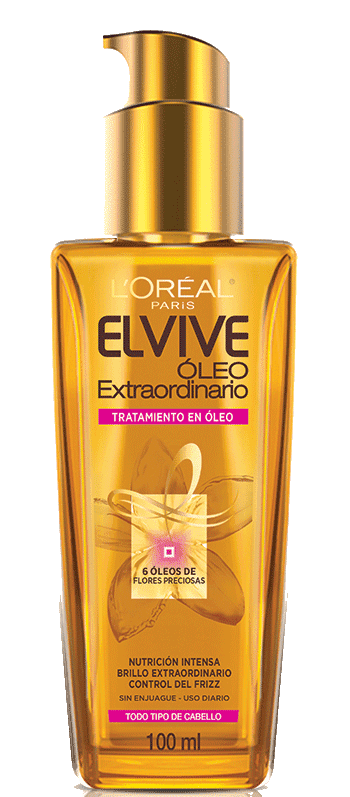 L'ORÉAL
PARIS
ELVIVE
ÓLEO
Extraordinario
TRATAMIENTO EN ÓLEO
6 ÓLEOS DE
FLORES PRECIOSAS
NUTRICIÓN INTENSA
BRILLO EXTRAORDINARIO
CONTROL DEL FRIZZ
SIN ENJUAGUE - USO DIARIO
TODO TIPO DE CABELLO
100 ml